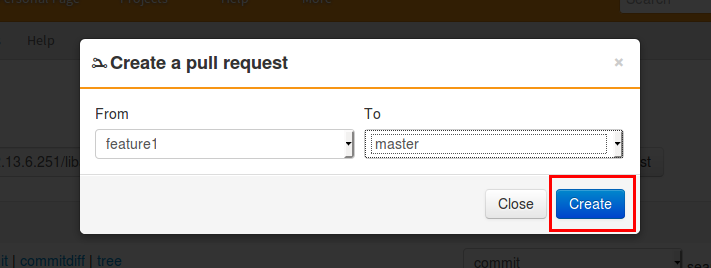 Personal Page Projects Help More Search
Help
Create a pull request ×
From To
feature1 master
.13.6.251/lib
Close Create
it | commitdiff | tree commit sea